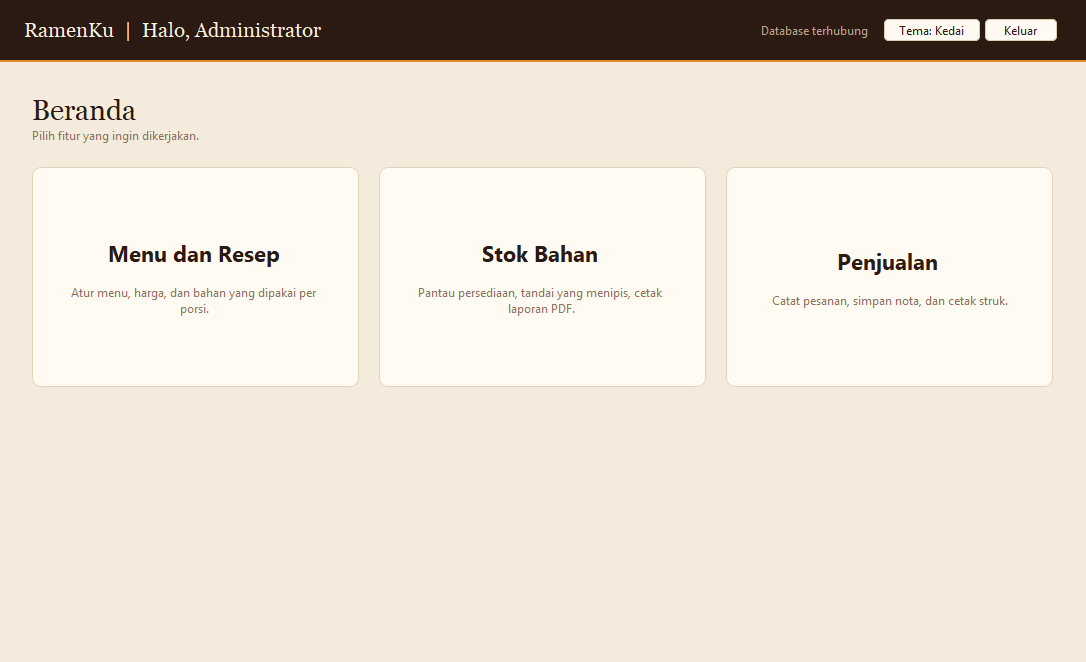 RamenKu | Halo, Administrator
Database terhubung
Tema: Kedai
Keluar
Beranda
Pilih fitur yang ingin dikerjakan.
Menu dan Resep
Atur menu, harga, dan bahan yang dipakai per
porsi.
Stok Bahan
Pantau persediaan, tandai yang menipis, cetak
laporan PDF.
Penjualan
Catat pesanan, simpan nota, dan cetak struk.